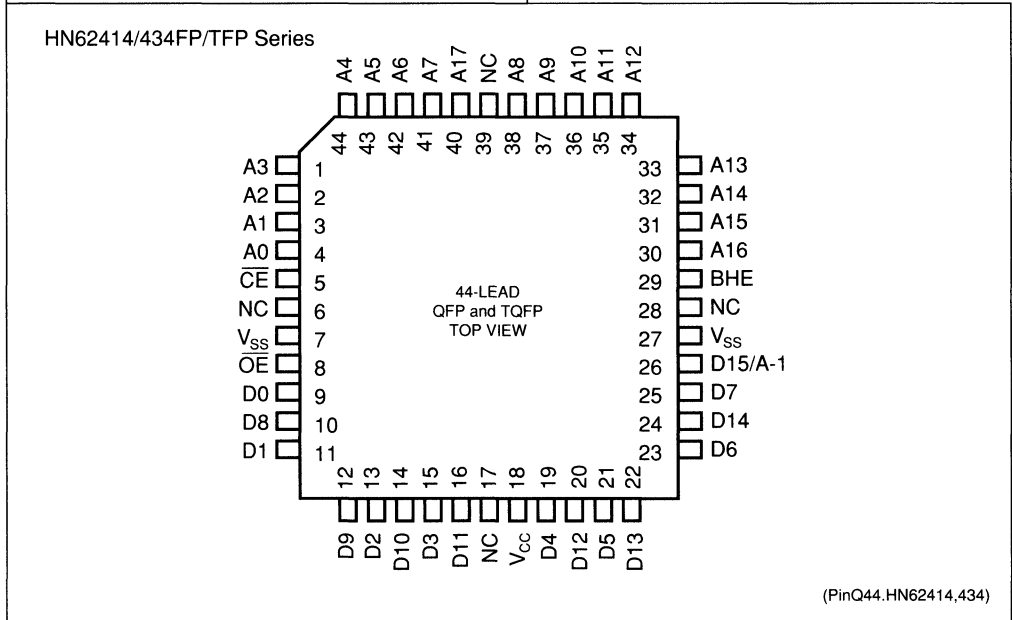 HN62414/434FP/TFP Series
A4 A5 A6 A7 A17 NC A8 A9 A10 A11 A12
44 43 42 41 40 39 38 37 36 35 34
A3 1 33 A13
A2 2 32 A14
A1 3 31 A15
A0 4 30 A16
C̅E̅ 5 29 BHE
NC 6 28 NC
VSS 7 27 VSS
O̅E̅ 8 26 D15/A-1
D0 9 25 D7
D8 10 24 D14
D1 11 23 D6
44-LEAD
QFP and TQFP
TOP VIEW
12 13 14 15 16 17 18 19 20 21 22
D9 D2 D10 D3 D11 NC VCC D4 D12 D5 D13
(PinQ44.HN62414,434)